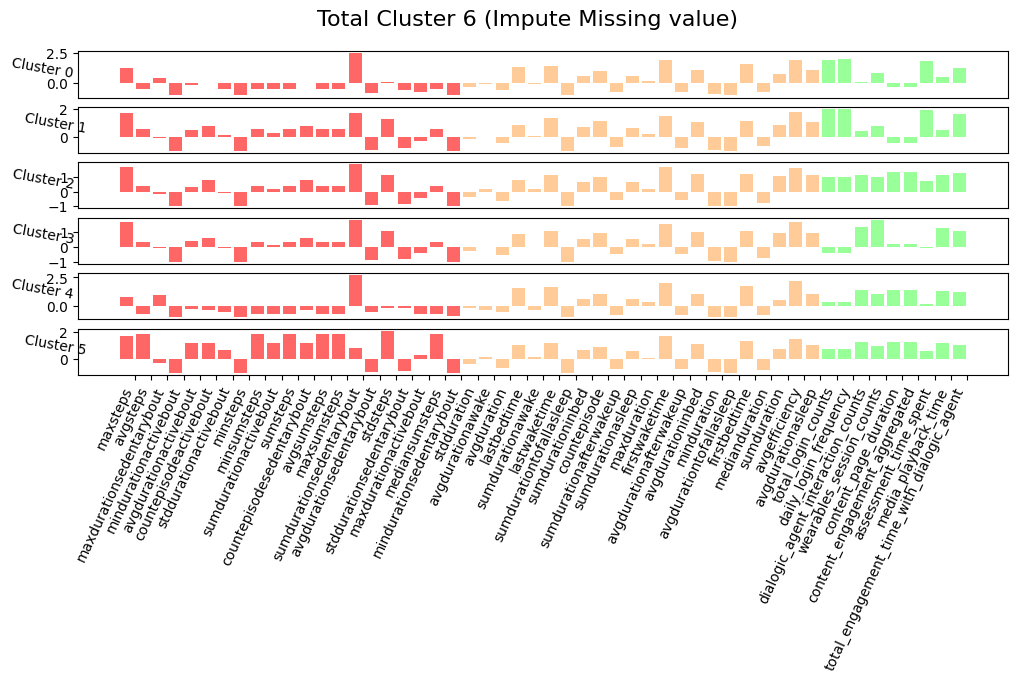 Total Cluster 6 (Impute Missing value)
2.5
0.0
Cluster 0
2
0
Cluster 1
1
−1
Cluster 2
1
0
−1
Cluster 3
2.5
0.0
Cluster 4
2
0
Cluster 5
maxsteps
avgsteps
maxdurationsedentarybout
mindurationactivebout
avgdurationactivebout
countepisodeactivebout
stddurationactivebout
minsteps
minsumsteps
sumdurationactivebout
sumsteps
countepisodesedentarybout
avgsumsteps
maxsumsteps
sumdurationsedentarybout
avgdurationsedentarybout
stdsteps
stddurationsedentarybout
maxdurationactivebout
mediansumsteps
mindurationsedentarybout
stdduration
avgdurationawake
avgduration
lastbedtime
sumdurationawake
lastwaketime
sumdurationtofallasleep
sumdurationinbed
countepisode
sumdurationafterwakeup
sumdurationasleep
maxduration
firstwaketime
avgdurationafterwakeup
avgdurationinbed
minduration
avgdurationtofallasleep
firstbedtime
medianduration
sumduration
avgefficiency
avgdurationasleep
total_login_counts
daily_login_frequency
dialogic_agent_interaction_counts
wearables_session_counts
content_page_duration
content_engagement_aggregated
assessment_time_spent
media_playback_time
total_engagement_time_with_dialogic_agent